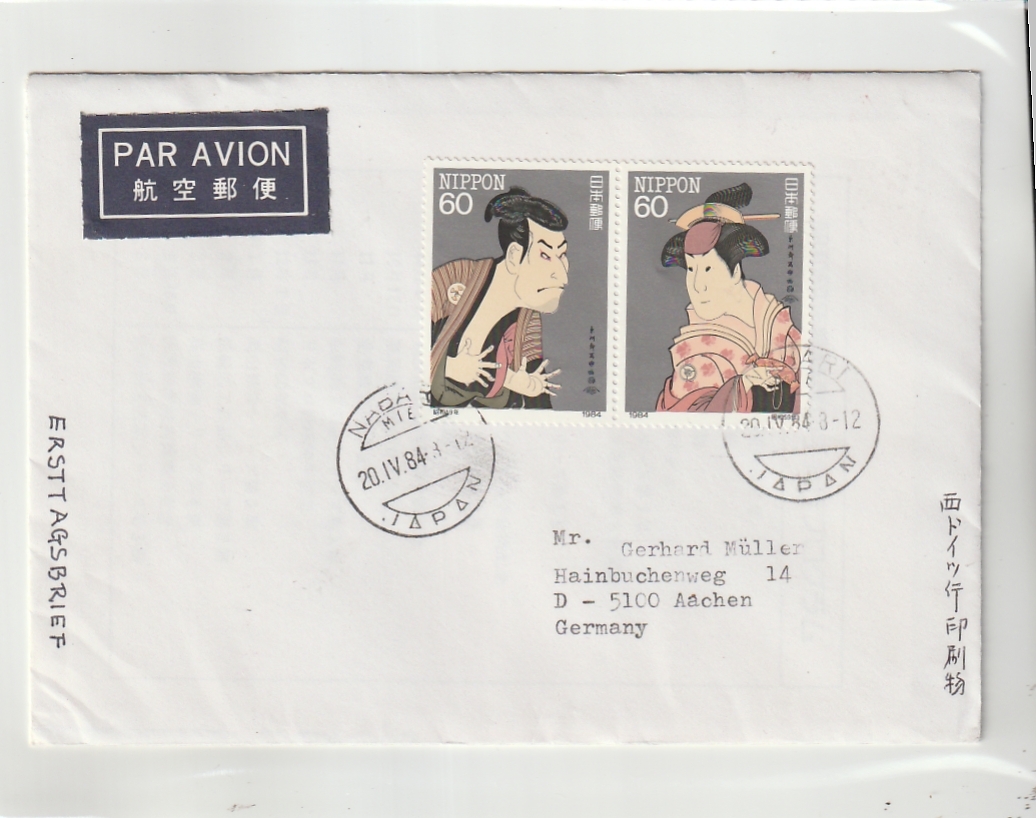 PAR AVION
航空郵便
NIPPON
60
日本郵便
1984
NIPPON
60
日本郵便
1984
MIE
20.IV.84.8-12
JAPAN
20.IV.84 8-12
JAPAN
Mr. Gerhard Müller
Hainbuchenweg 14
D - 5100 Aachen
Germany
ERSTTAGSBRIEF
西ドイツ行印刷物